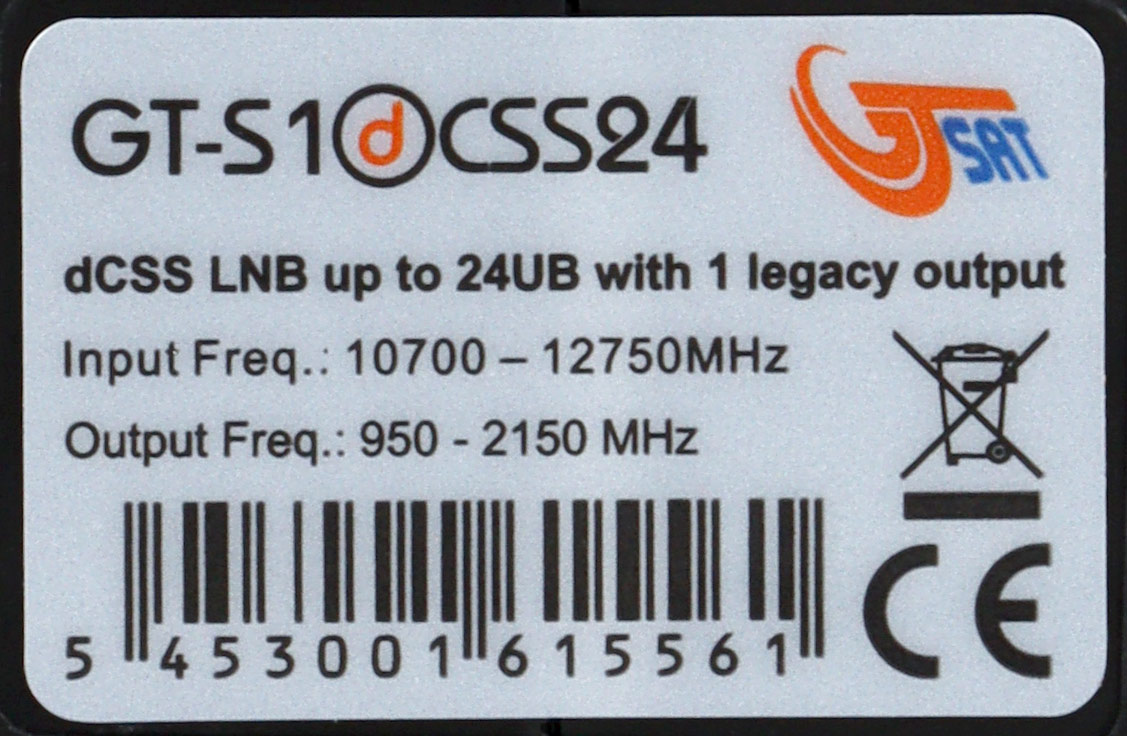 GT-S1dCSS24
GT SAT
dCSS LNB up to 24UB with 1 legacy output
Input Freq.: 10700 – 12750MHz
Output Freq.: 950 - 2150 MHz
CE
5 453001 615561